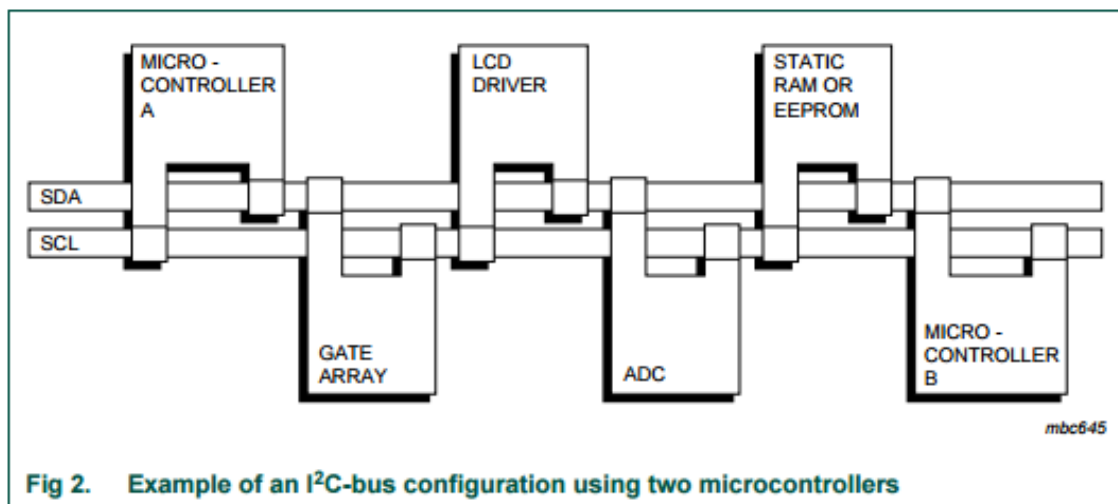 MICRO -
CONTROLLER
A
LCD
DRIVER
STATIC
RAM OR
EEPROM
SDA
SCL
GATE
ARRAY
ADC
MICRO -
CONTROLLER
B
mbc645
Fig 2. Example of an I²C-bus configuration using two microcontrollers